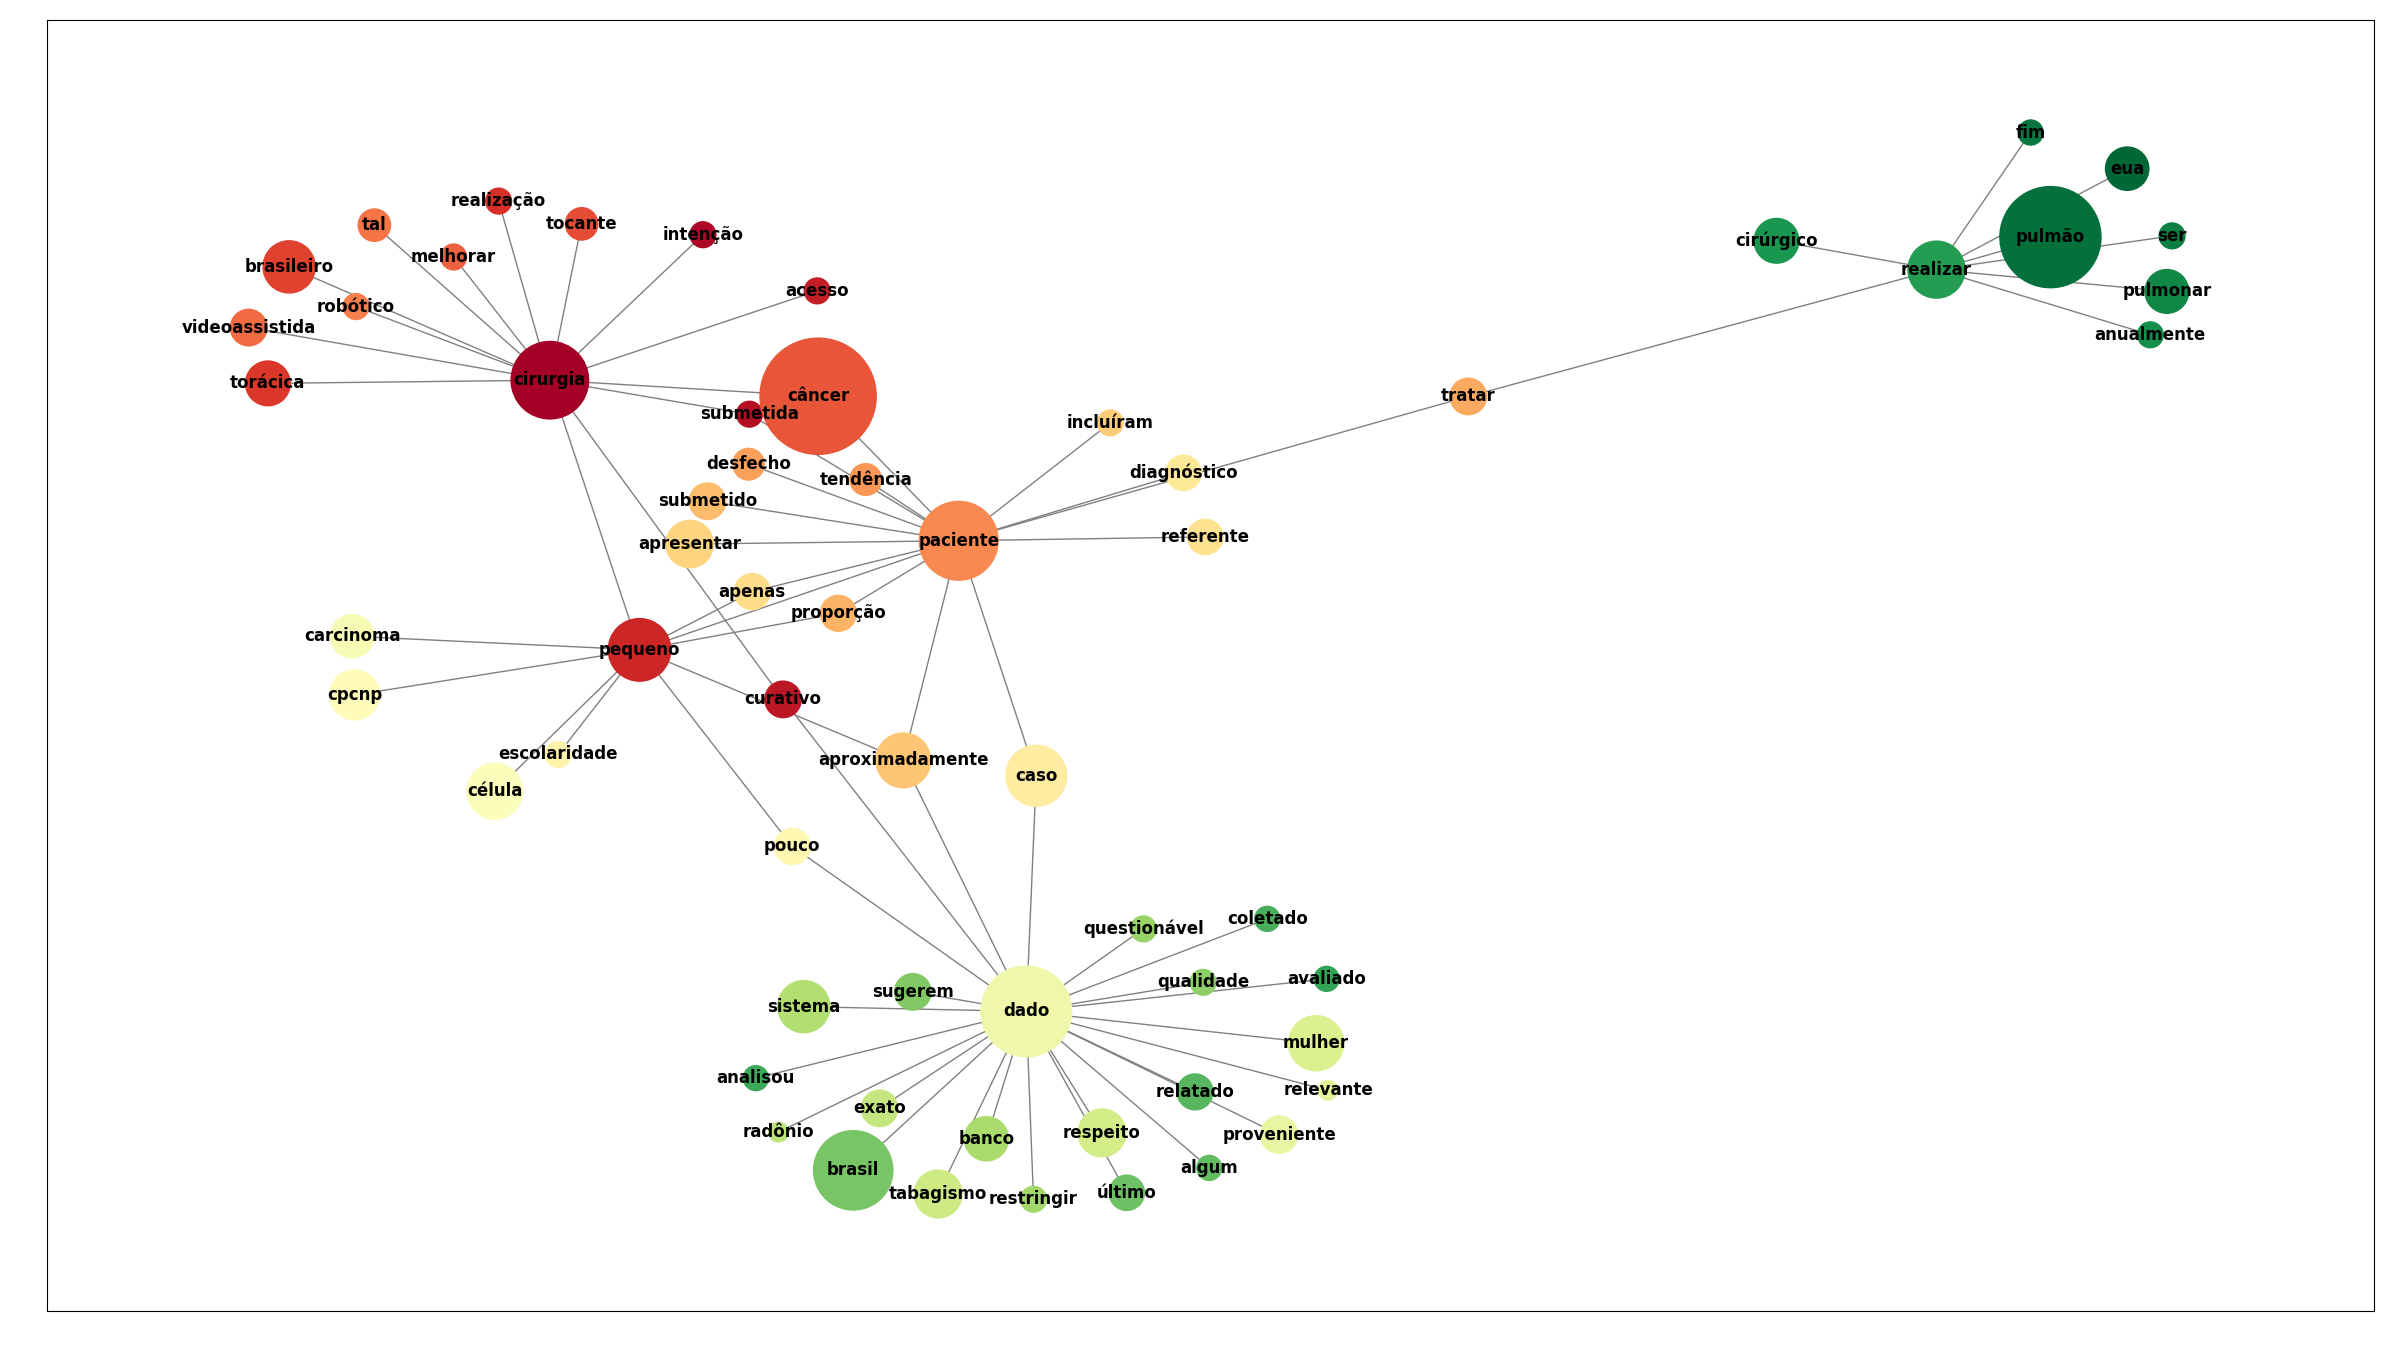 fim
eua
realização
tal
tocante
intenção
pulmão
ser
cirúrgico
melhorar
brasileiro
realizar
acesso
pulmonar
robótico
videoassistida
anualmente
cirurgia
torácica
câncer
tratar
submetida
incluíram
desfecho
diagnóstico
tendência
submetido
referente
paciente
apresentar
apenas
proporção
carcinoma
pequeno
cpcnp
curativo
escolaridade
aproximadamente
caso
célula
pouco
coletado
questionável
avaliado
qualidade
sugerem
sistema
dado
mulher
analisou
relevante
relatado
exato
radônio
respeito
proveniente
banco
algum
brasil
último
tabagismo
restringir